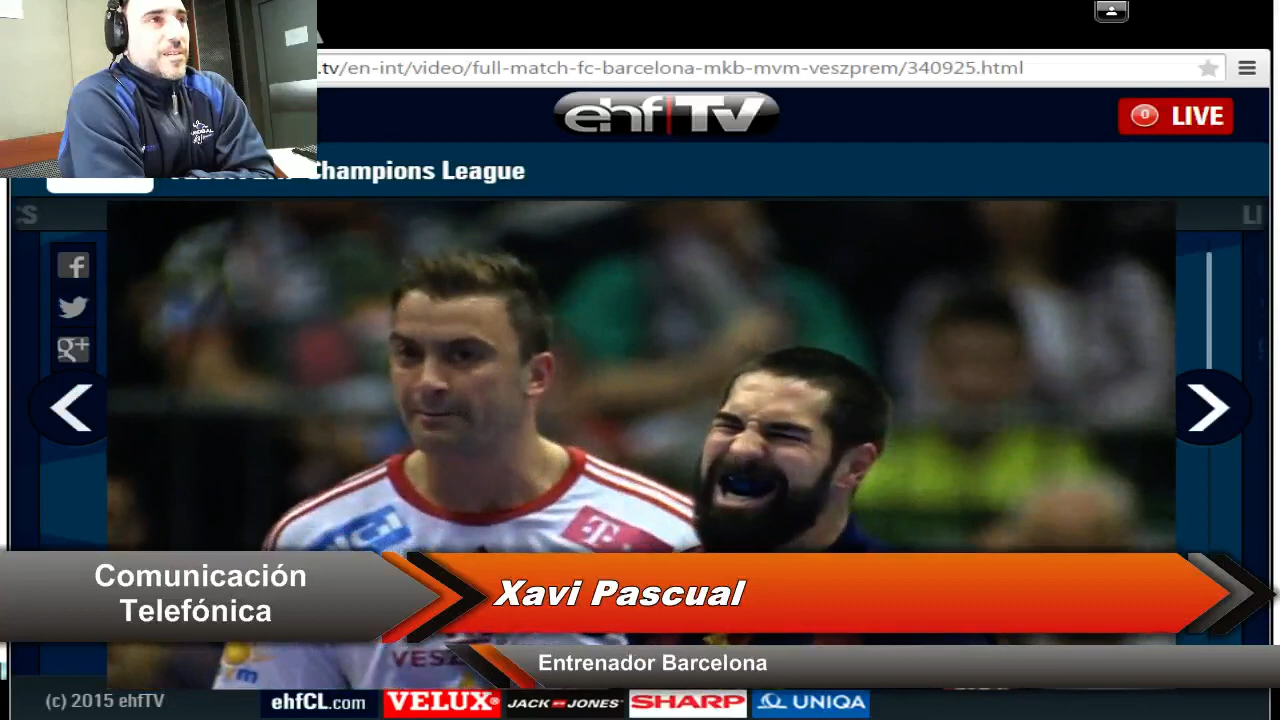 .tv/en-int/video/full-match-fc-barcelona-mkb-mvm-veszprem/340925.html
ehfTV
0 LIVE
Champions League
f
g+
T
Comunicación
Telefónica
Xavi Pascual
Entrenador Barcelona
(c) 2015 ehfTV
ehfCL.com
VELUX®
JACK JONES®
SHARP
UNIQA